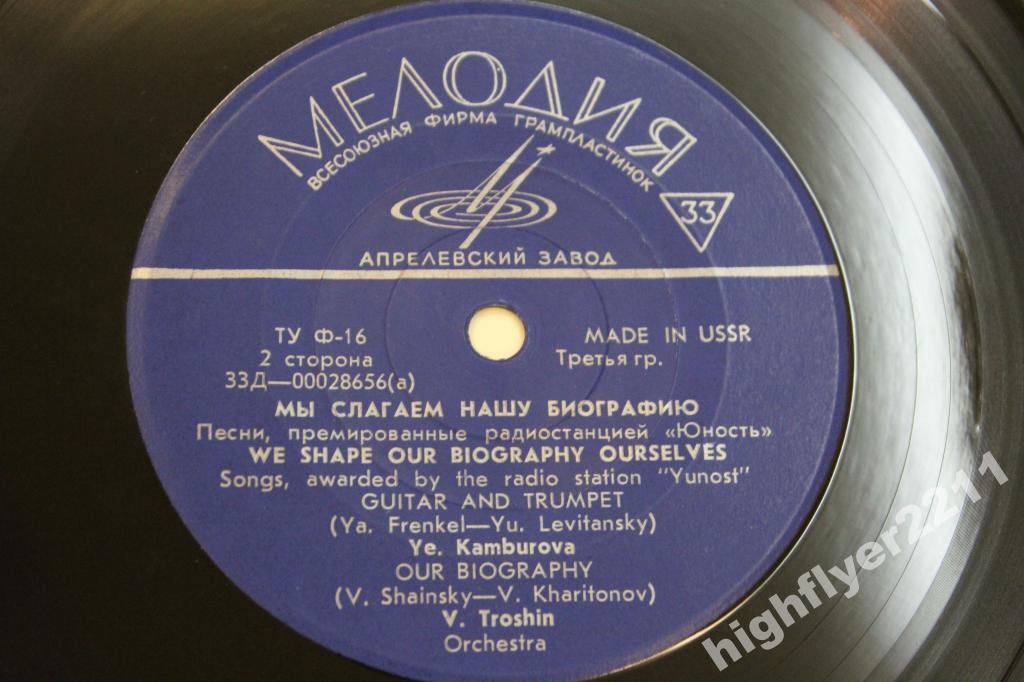 МЕЛОДИЯ
ВСЕСОЮЗНАЯ ФИРМА ГРАМПЛАСТИНОК
33
АПРЕЛЕВСКИЙ ЗАВОД
ТУ Ф-16
MADE IN USSR
2 сторона
Третья гр.
33Д—00028656(а)
МЫ СЛАГАЕМ НАШУ БИОГРАФИЮ
Песни, премированные радиостанцией «Юность»
WE SHAPE OUR BIOGRAPHY OURSELVES
Songs, awarded by the radio station "Yunost"
GUITAR AND TRUMPET
(Ya. Frenkel—Yu. Levitansky)
Ye. Kamburova
OUR BIOGRAPHY
(V. Shainsky—V. Kharitonov)
V. Troshin
Orchestra
highflyer2211